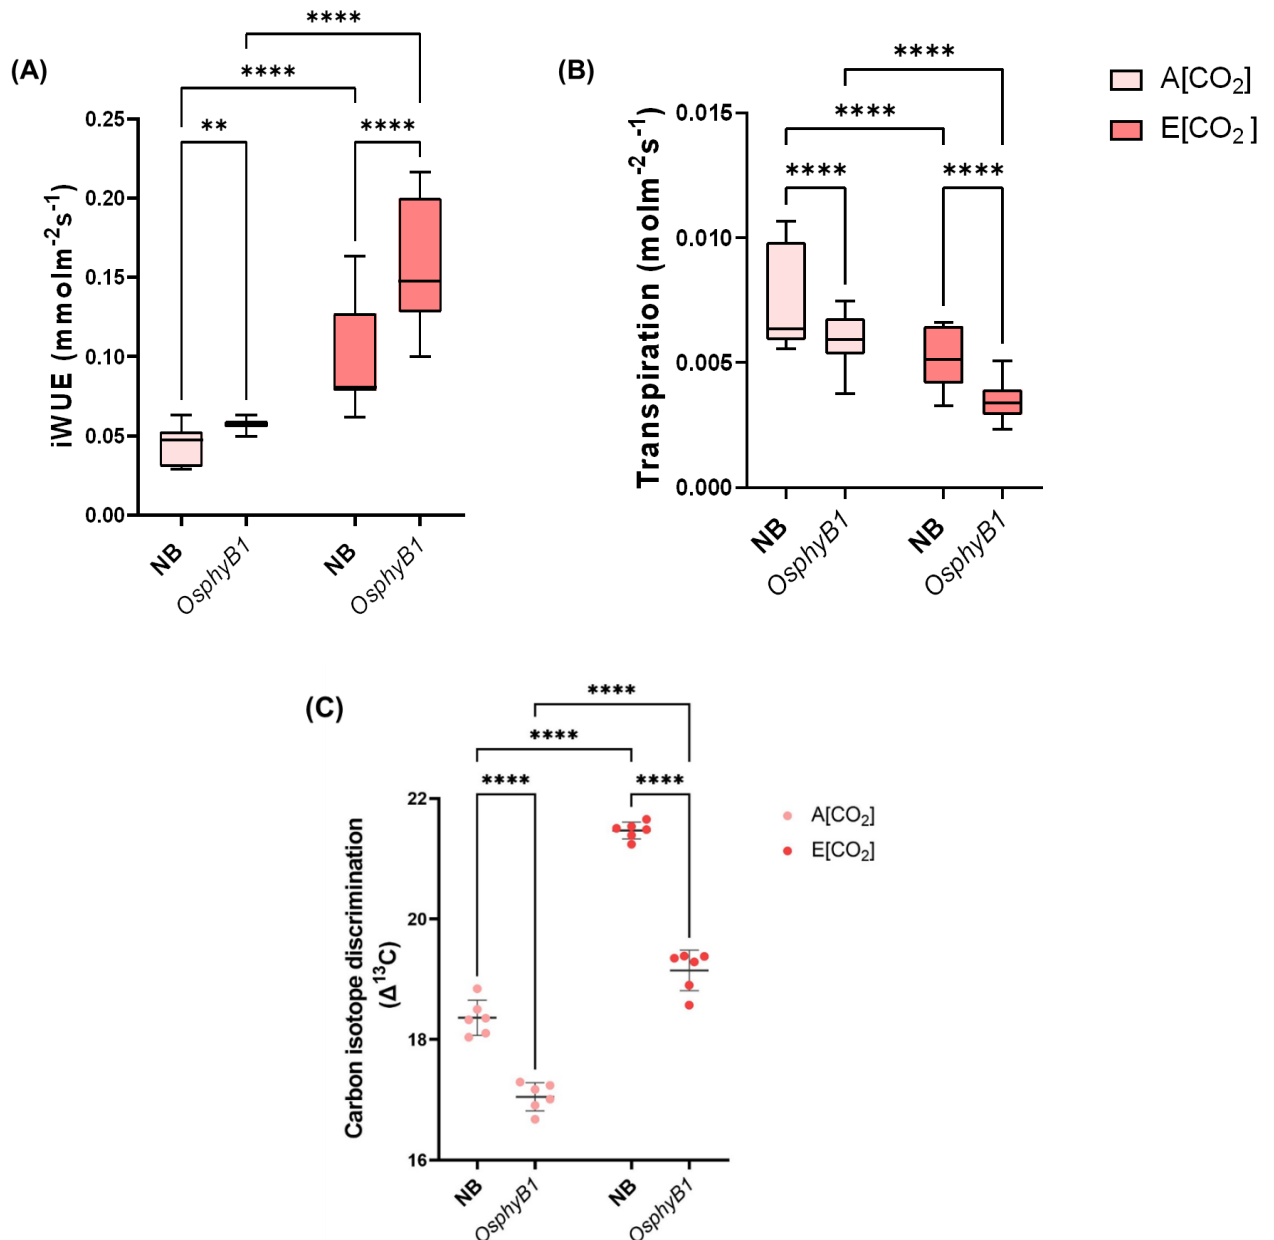 (A)
****
****
**
****
iWUE (mmolm⁻²s⁻¹)
0.25
0.20
0.15
0.10
0.05
0.00
NB
OsphyB1
NB
OsphyB1
(B)
****
****
****
****
Transpiration (molm⁻²s⁻¹)
0.015
0.010
0.005
0.000
NB
OsphyB1
NB
OsphyB1
A[CO₂]
E[CO₂]
(C)
****
****
****
****
Carbon isotope discrimination
(Δ¹³C)
22
20
18
16
NB
OsphyB1
NB
OsphyB1
A[CO₂]
E[CO₂]